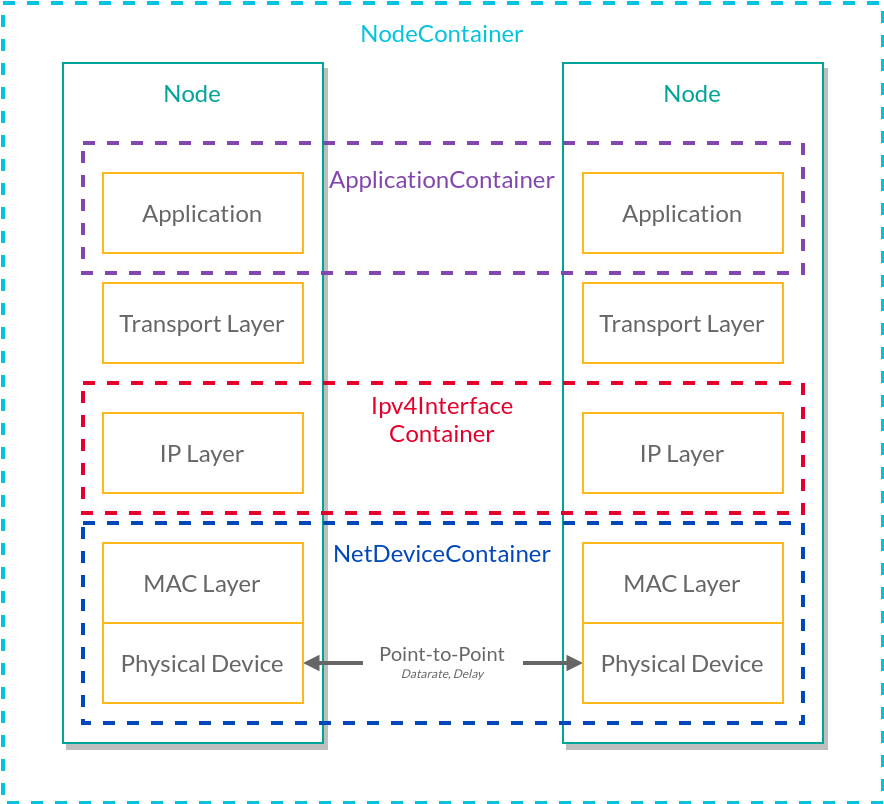 NodeContainer
Node
Node
ApplicationContainer
Application
Application
Transport Layer
Transport Layer
Ipv4Interface
Container
IP Layer
IP Layer
NetDeviceContainer
MAC Layer
MAC Layer
Physical Device
Point-to-Point
Datarate, Delay
Physical Device